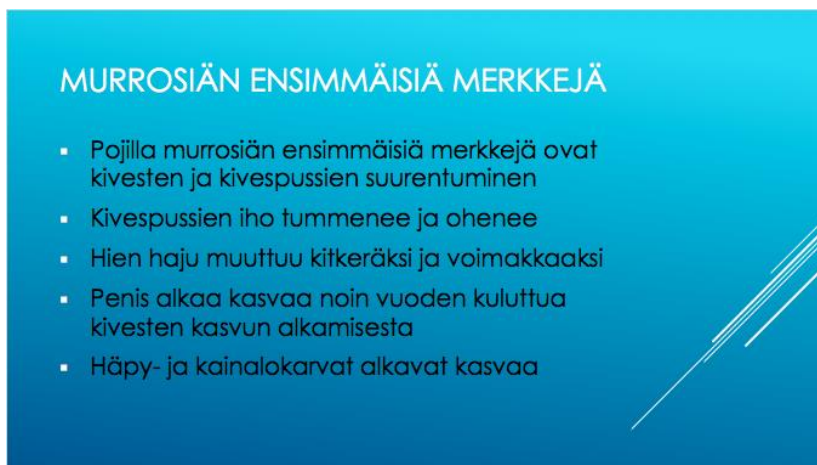 MURROSIÄN ENSIMMÄISIÄ MERKKEJÄ
Pojilla murrosiän ensimmäisiä merkkejä ovat
kivesten ja kivespussien suurentuminen
Kivespussien iho tummenee ja ohenee
Hien haju muuttuu kitkeräksi ja voimakkaaksi
Penis alkaa kasvaa noin vuoden kuluttua
kivesten kasvun alkamisesta
Häpy- ja kainalokarvat alkavat kasvaa